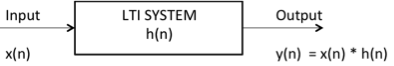 Input
LTI SYSTEM
Output
h(n)
x(n)
y(n) = x(n) * h(n)